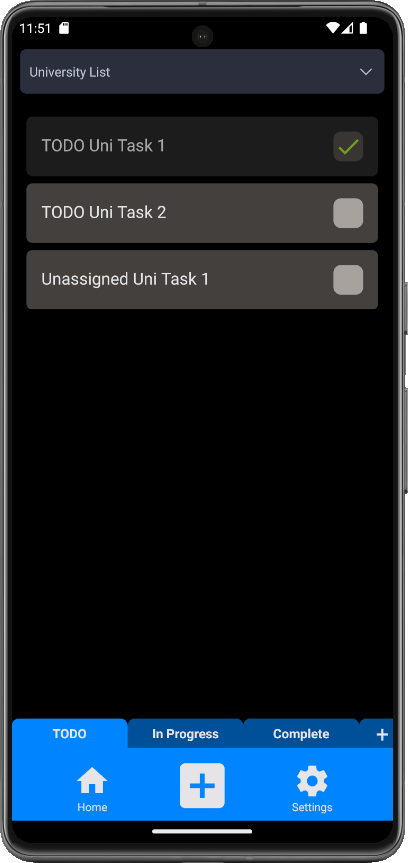 11:51
University List
TODO Uni Task 1
TODO Uni Task 2
Unassigned Uni Task 1
TODO In Progress Complete +
Home Settings